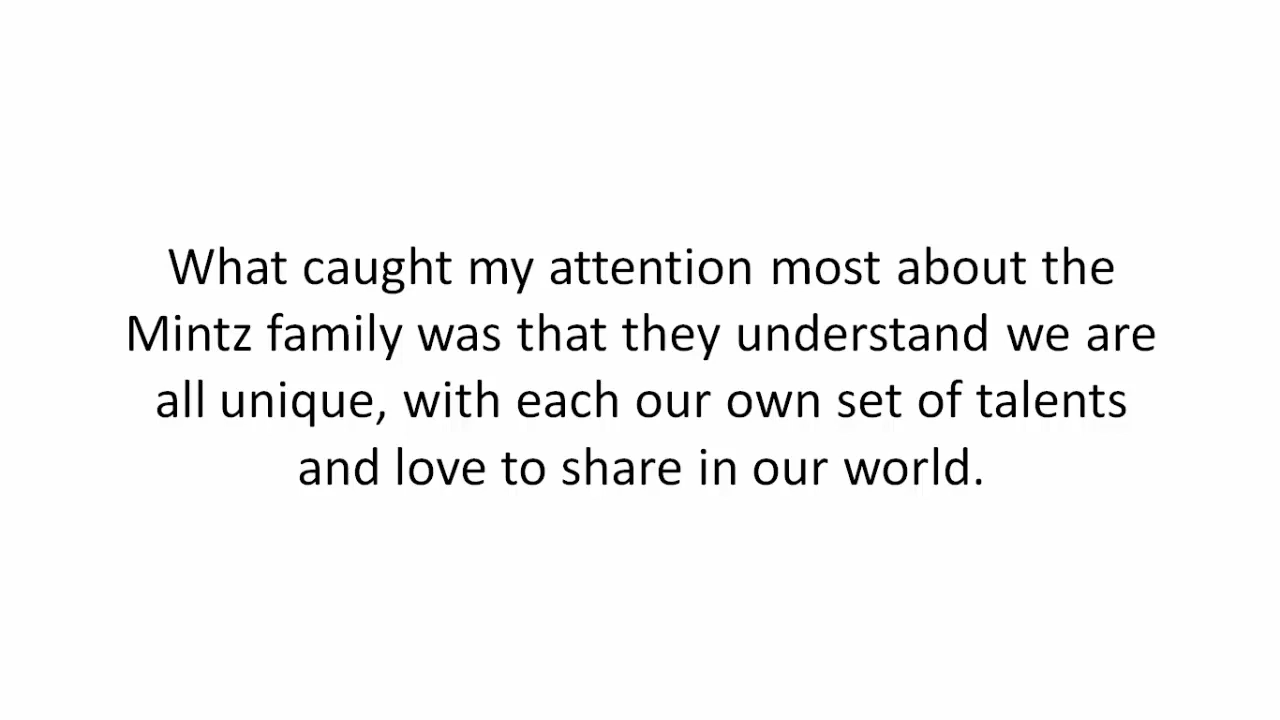 What caught my attention most about the
Mintz family was that they understand we are
all unique, with each our own set of talents
and love to share in our world.